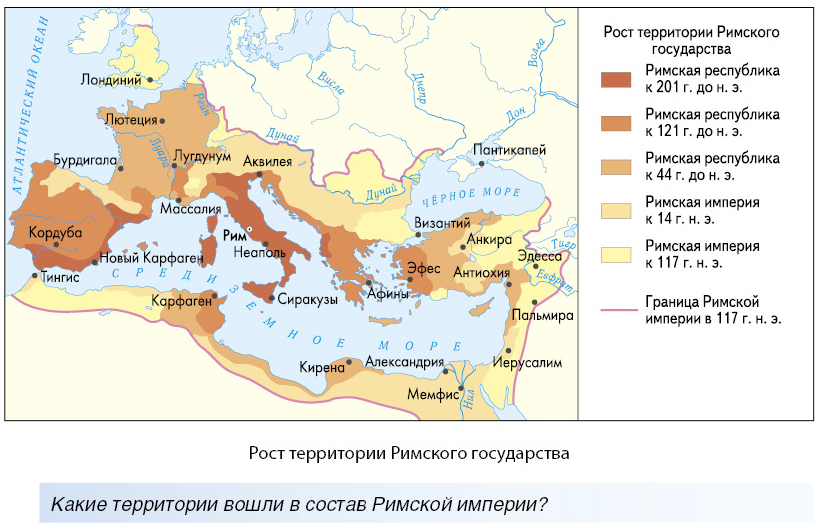 АТЛАНТИЧЕСКИЙ ОКЕАН
Лондиний
Висла
Днепр
Волга
Дон
Лютеция
Рейн
Дунай
Бурдигала
Луара
Лугдунум
Аквилея
Дунай
Пантикапей
ЧЁРНОЕ МОРЕ
Массалия
Кордуба
Рим
Неаполь
Византий
Анкира
Тигр
Эдесса
Евфрат
Новый Карфаген
Эфес
Антиохия
Тингис
СРЕДИЗЕМНОЕ МОРЕ
Карфаген
Сиракузы
Афины
Пальмира
Кирена
Александрия
Иерусалим
Мемфис
Нил
Рост территории Римского
государства
Римская республика
к 201 г. до н. э.
Римская республика
к 121 г. до н. э.
Римская республика
к 44 г. до н. э.
Римская империя
к 14 г. н. э.
Римская империя
к 117 г. н. э.
Граница Римской
империи в 117 г. н. э.
Рост территории Римского государства
Какие территории вошли в состав Римской империи?